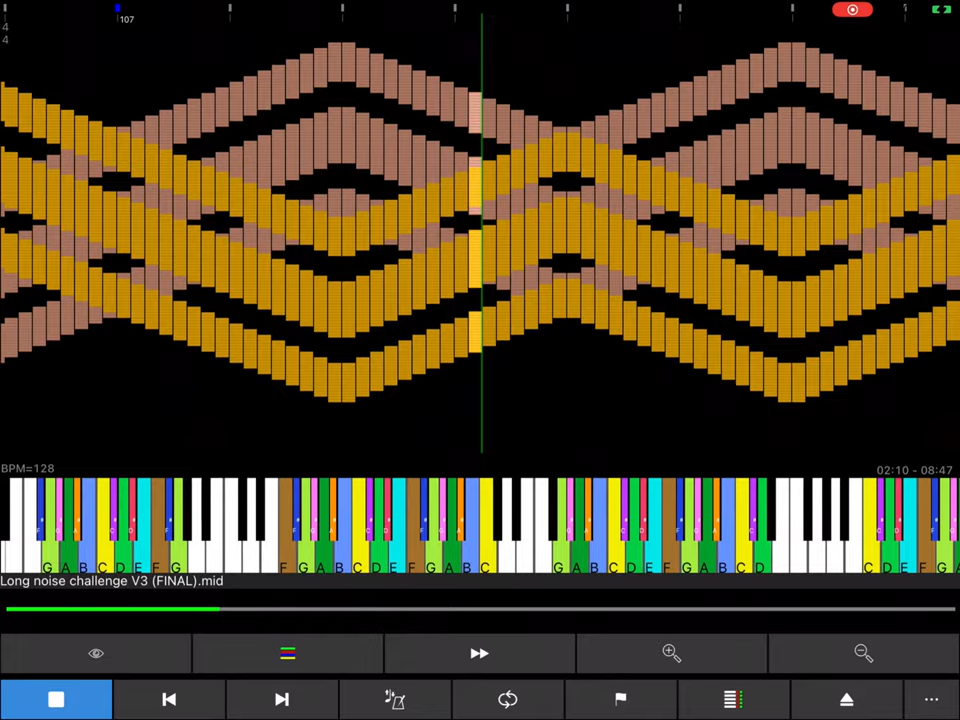 107
4
4
BPM=128
02:10 - 08:47
G A B C D E F G F G A B C D E F G A B C G A B C D E F G A B C D C D E F G
Long noise challenge V3 (FINAL).mid